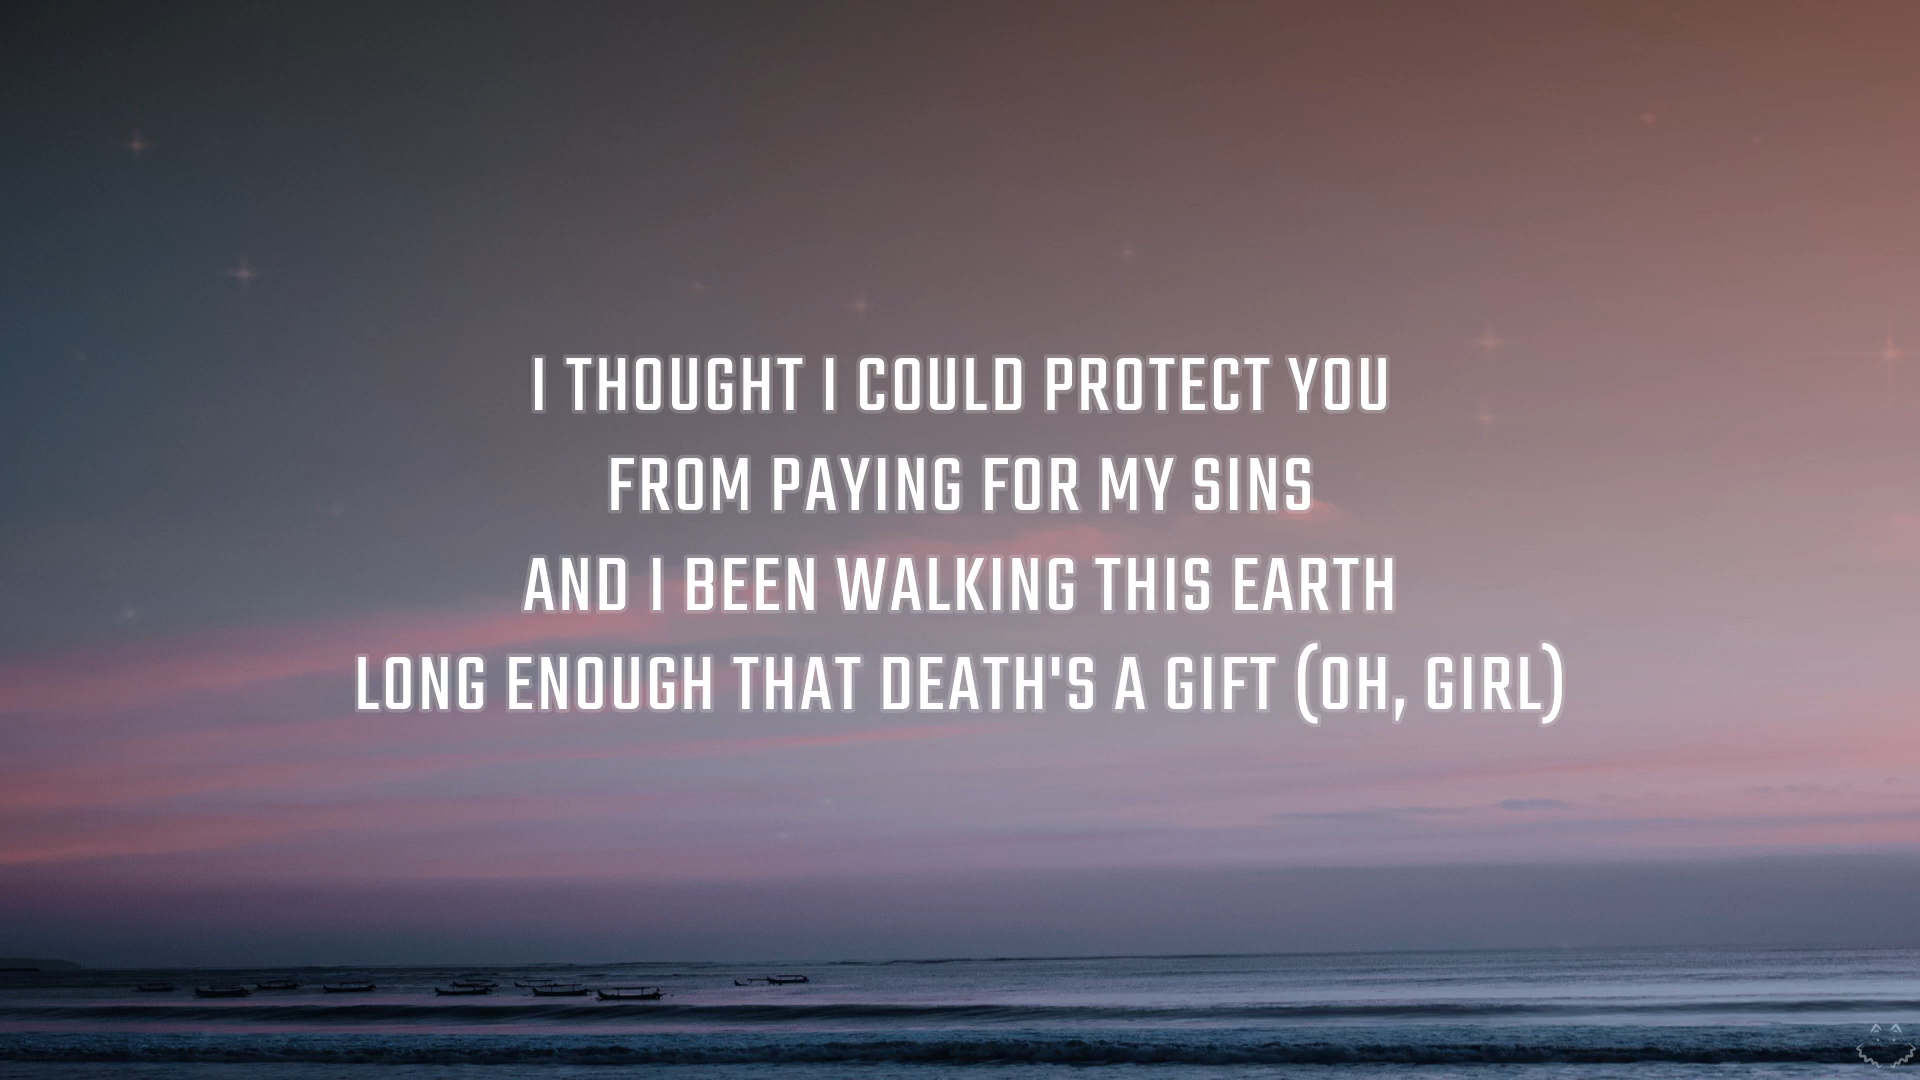 I THOUGHT I COULD PROTECT YOU
FROM PAYING FOR MY SINS
AND I BEEN WALKING THIS EARTH
LONG ENOUGH THAT DEATH'S A GIFT (OH, GIRL)